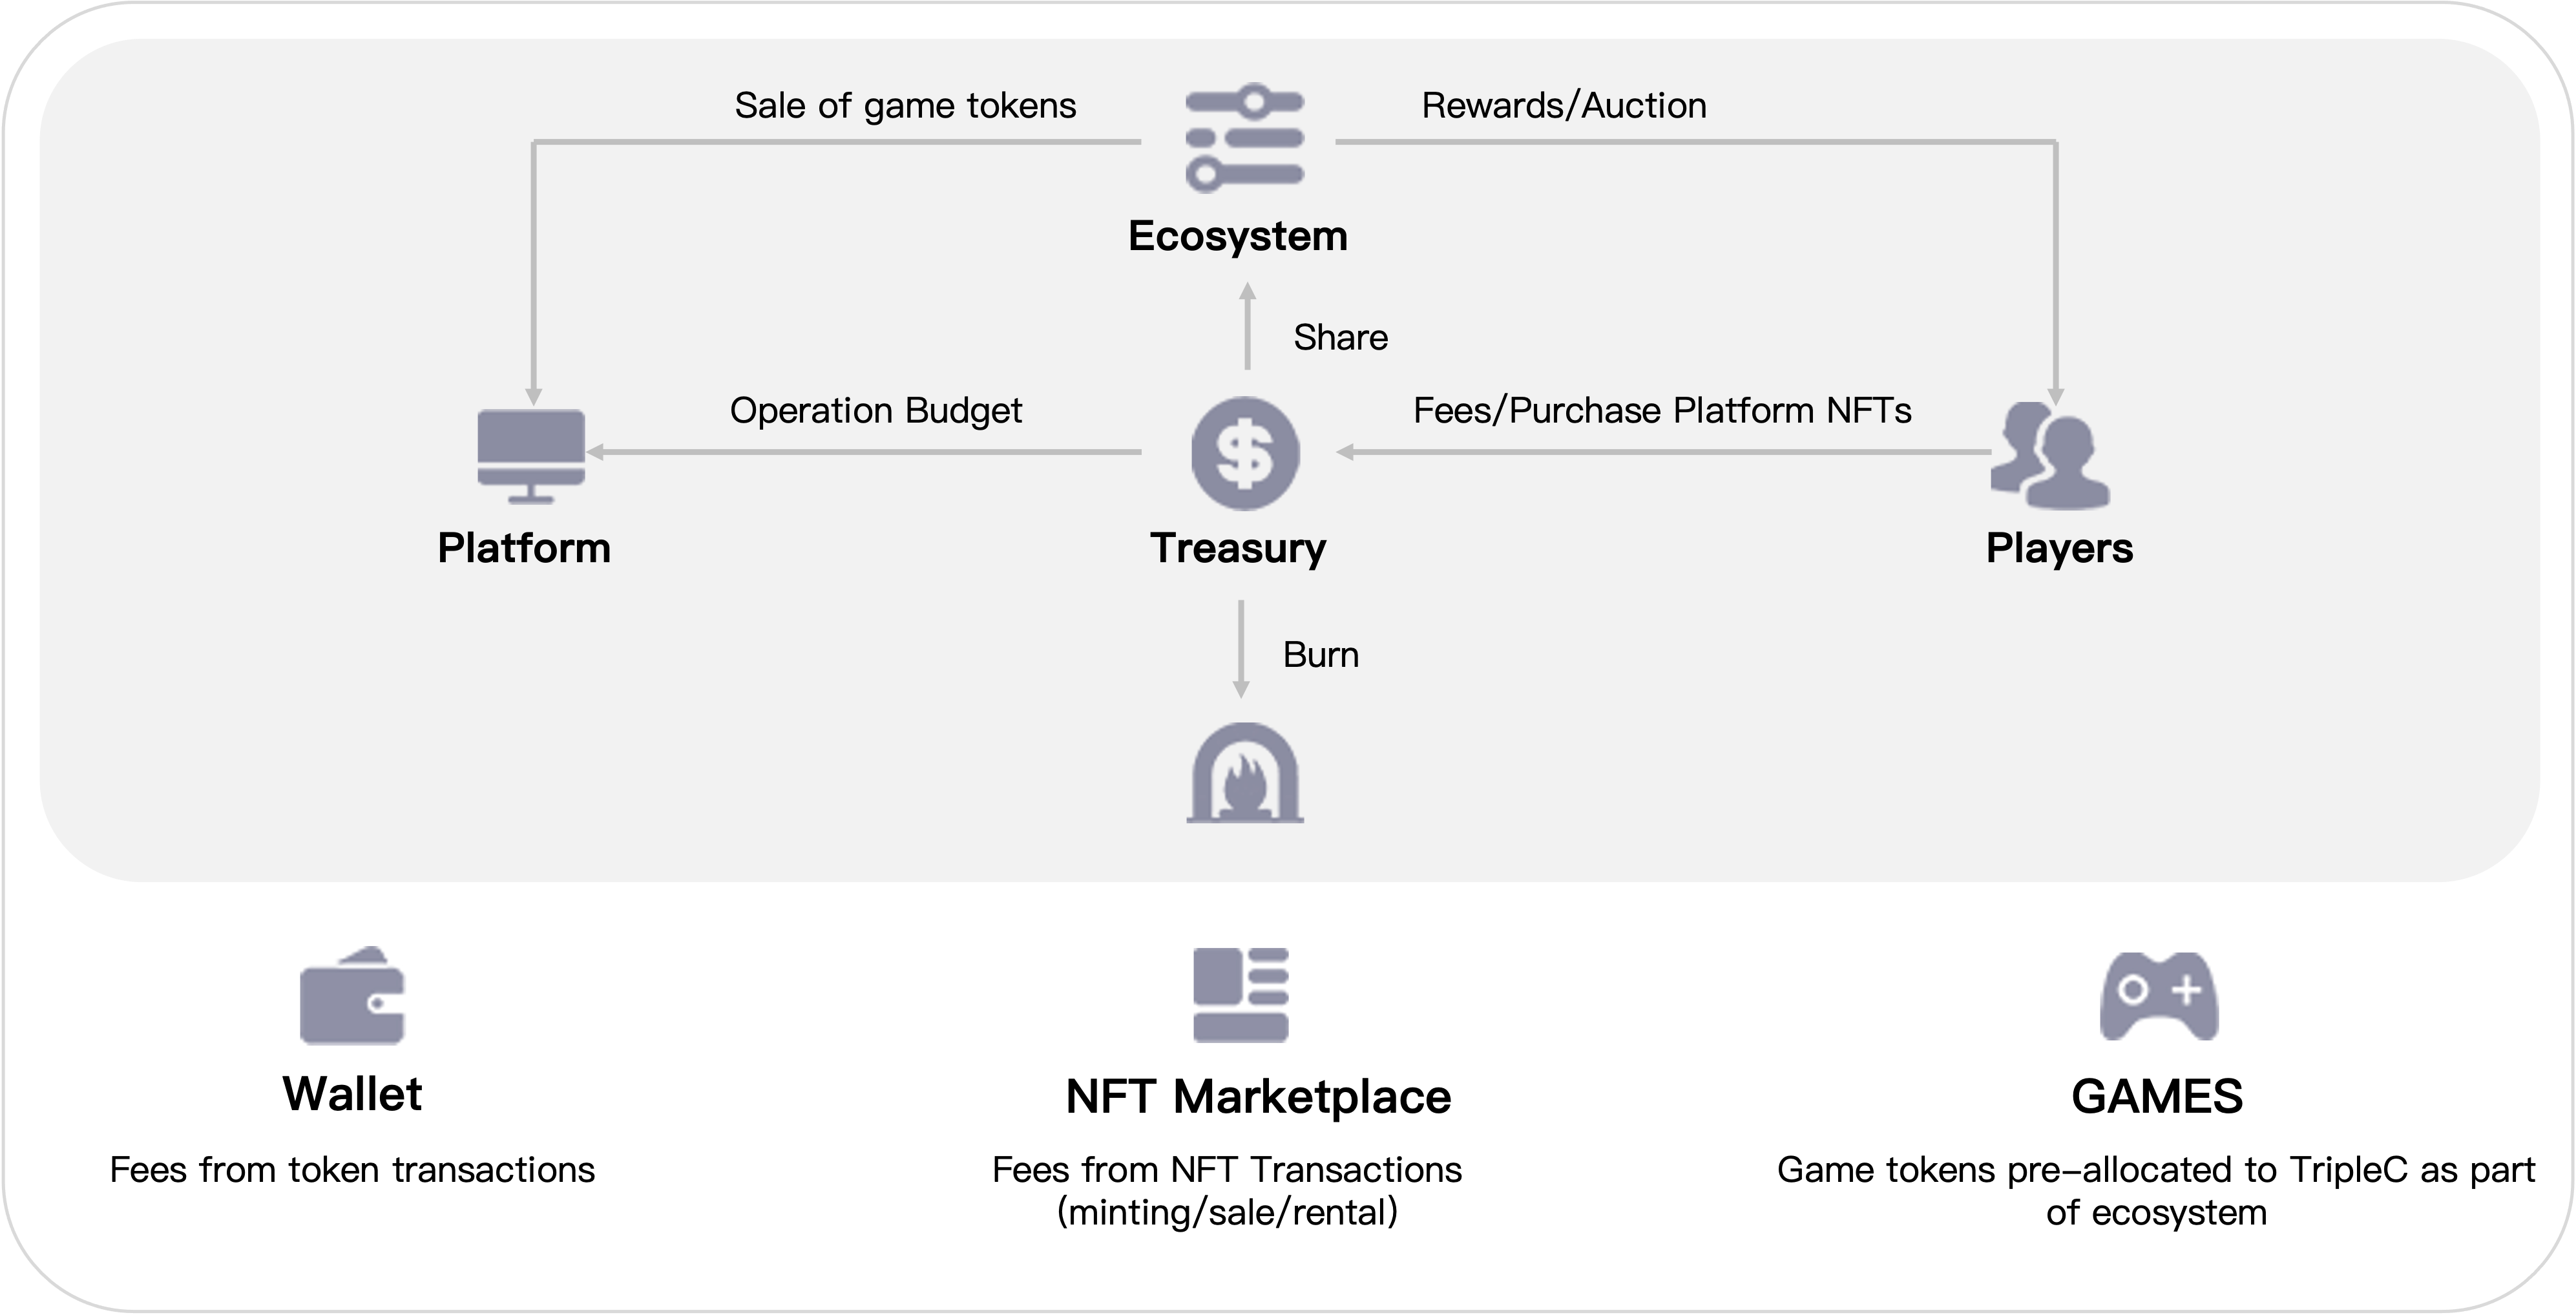 Sale of game tokens
Rewards/Auction
Ecosystem
Share
Operation Budget
Fees/Purchase Platform NFTs
Platform
Treasury
Players
Burn
Wallet
NFT Marketplace
GAMES
Fees from token transactions
Fees from NFT Transactions
(minting/sale/rental)
Game tokens pre-allocated to TripleC as part
of ecosystem